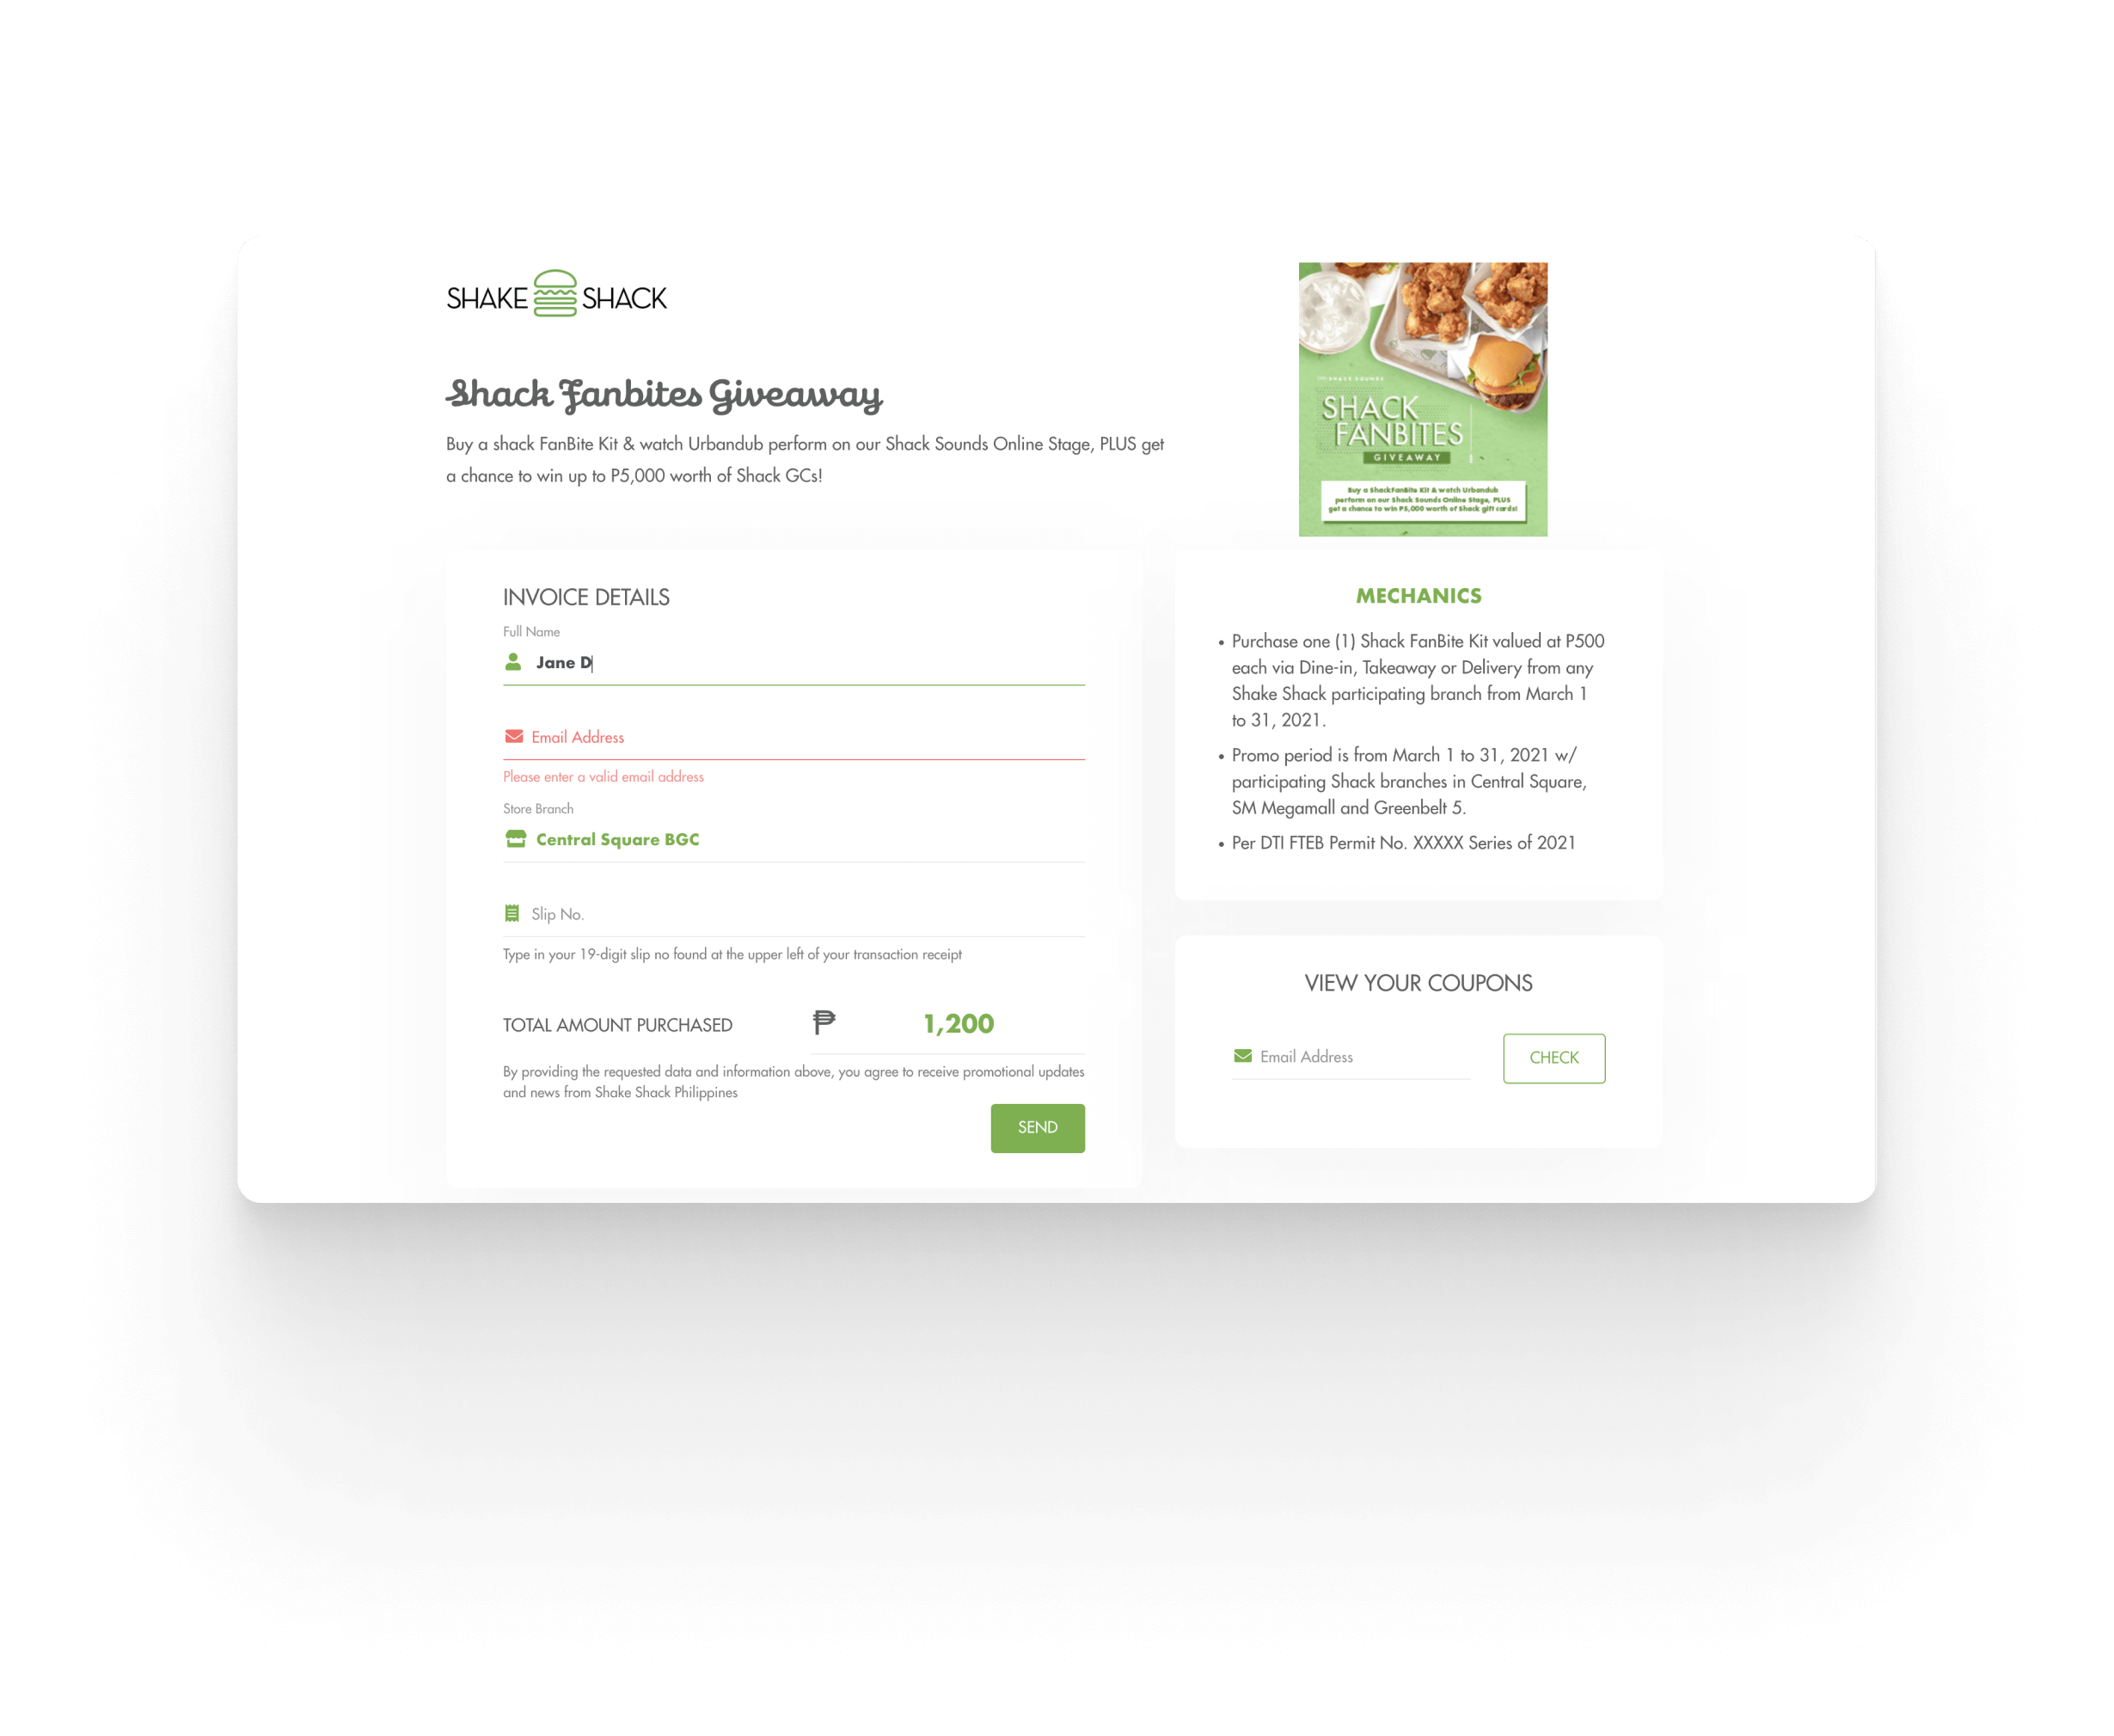 SHAKE SHACK
Shack Fanbites Giveaway
Buy a shack FanBite Kit & watch Urbandub perform on our Shack Sounds Online Stage, PLUS get
a chance to win up to P5,000 worth of Shack GCs!
SHACK SOUNDS
SHACK
FANBITES
GIVEAWAY
Buy a ShackFanBite Kit & watch Urbandub
perform on our Shack Sounds Online Stage, PLUS
get a chance to win P5,000 worth of Shack gift cards!
INVOICE DETAILS
Full Name
Jane D
Email Address
Please enter a valid email address
Store Branch
Central Square BGC
Slip No.
Type in your 19-digit slip no found at the upper left of your transaction receipt
TOTAL AMOUNT PURCHASED ₱ 1,200
By providing the requested data and information above, you agree to receive promotional updates
and news from Shake Shack Philippines
SEND
MECHANICS
• Purchase one (1) Shack FanBite Kit valued at P500
each via Dine-in, Takeaway or Delivery from any
Shake Shack participating branch from March 1
to 31, 2021.
• Promo period is from March 1 to 31, 2021 w/
participating Shack branches in Central Square,
SM Megamall and Greenbelt 5.
• Per DTI FTEB Permit No. XXXXX Series of 2021
VIEW YOUR COUPONS
Email Address
CHECK